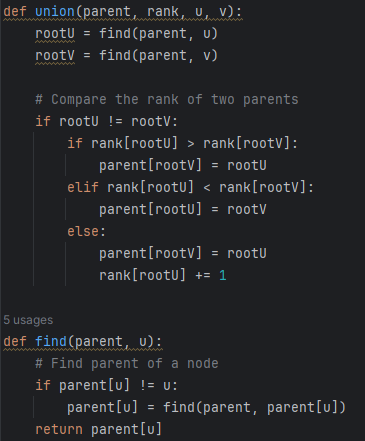 def union(parent, rank, u, v):
    rootU = find(parent, u)
    rootV = find(parent, v)
    # Compare the rank of two parents
    if rootU != rootV:
        if rank[rootU] > rank[rootV]:
            parent[rootV] = rootU
        elif rank[rootU] < rank[rootV]:
            parent[rootU] = rootV
        else:
            parent[rootV] = rootU
            rank[rootU] += 1
5 usages
def find(parent, u):
    # Find parent of a node
    if parent[u] != u:
        parent[u] = find(parent, parent[u])
    return parent[u]